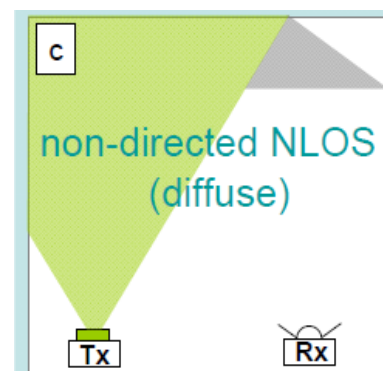 c
non-directed NLOS
(diffuse)
Tx
Rx